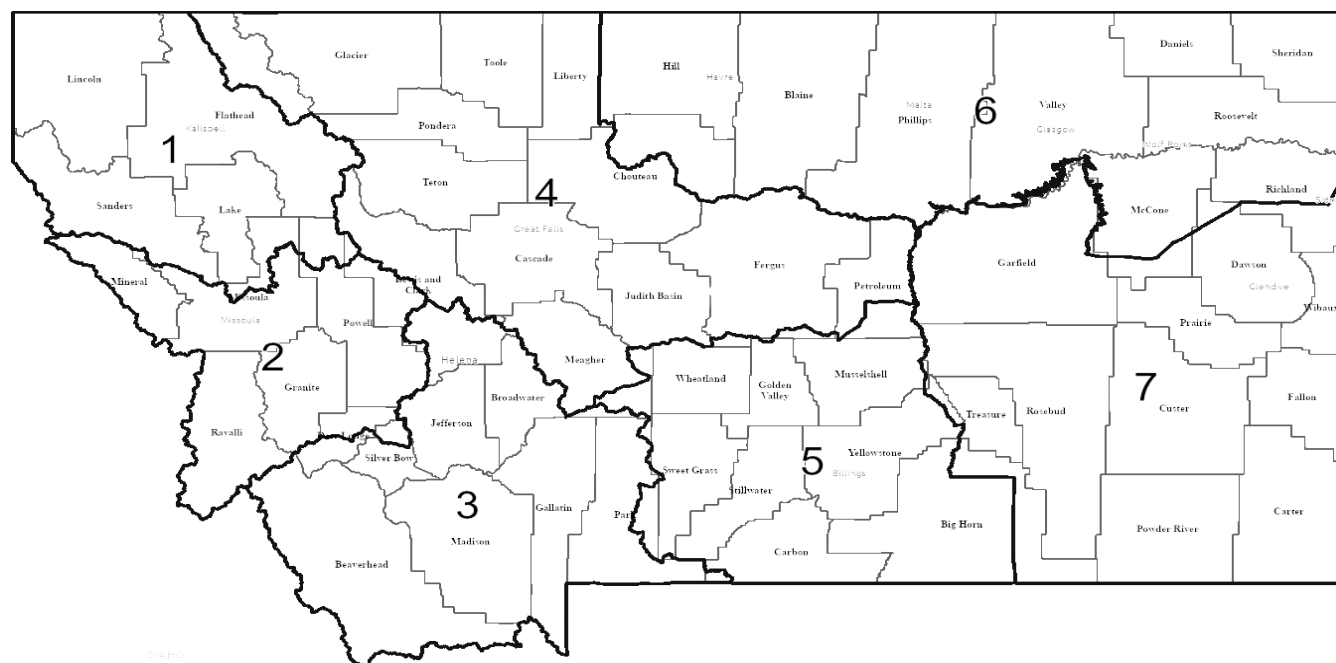 Glacier
Toole
Liberty
Hill
Havre
Blaine
Malta
Phillips
6
Valley
Glasgow
Daniels
Sheridan
Roosevelt
Lincoln
Flathead
Kalispell
1
Pondera
Teton
4
Chouteau
Richland
McCone
Sanders
Lake
Great Falls
Cascade
Fergus
Petroleum
Garfield
Dawson
Glendive
Mineral
Missoula
Missoula
Lewis and
Clark
Judith Basin
Powell
Prairie
Wibaux
2
Granite
Helena
Meagher
Wheatland
Golden
Valley
Musselshell
Treasure
Rosebud
7
Custer
Fallon
Ravalli
Jefferson
Broadwater
Silver Bow
Sweet Grass
5
Yellowstone
Billings
Stillwater
3
Madison
Gallatin
Par
Big Horn
Powder River
Carter
Beaverhead
Carbon
IDAHO